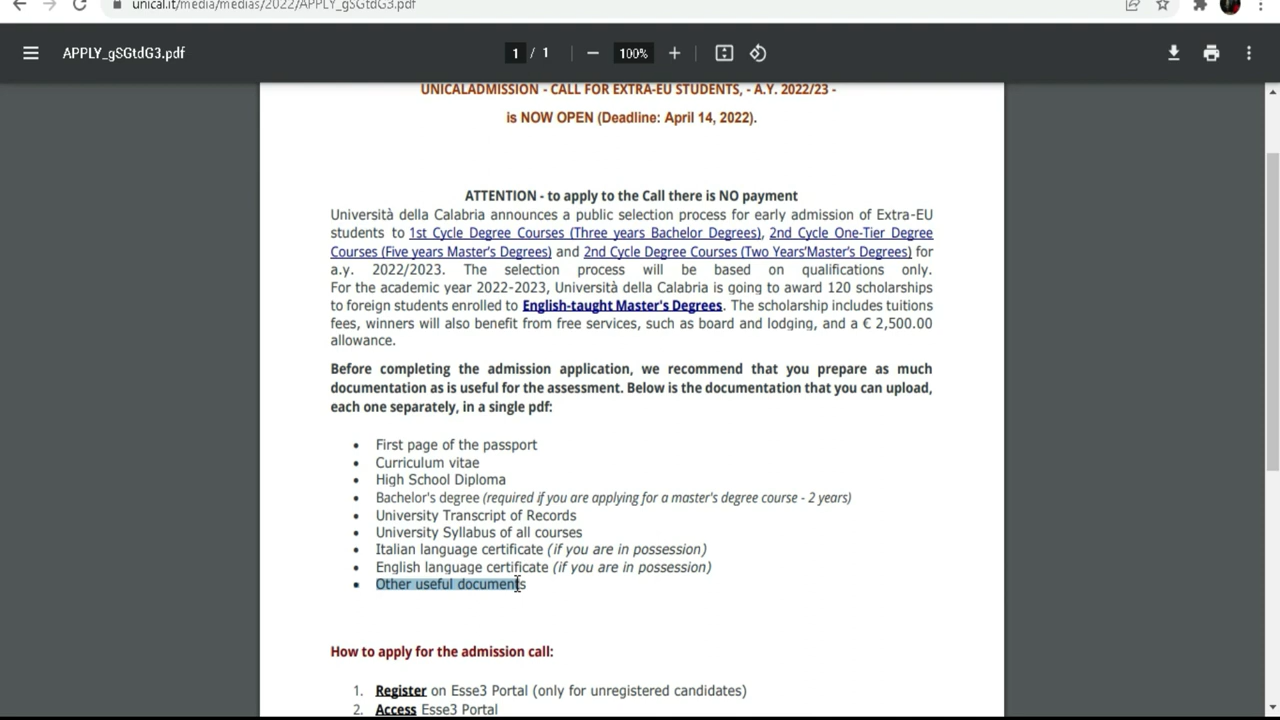 unical.it/media/medias/2022/APPLY_gSGtdG3.pdf
APPLY_gSGtdG3.pdf
1 / 1
100%
UNICALADMISSION - CALL FOR EXTRA-EU STUDENTS, - A.Y. 2022/23 -
is NOW OPEN (Deadline: April 14, 2022).
ATTENTION - to apply to the Call there is NO payment
Università della Calabria announces a public selection process for early admission of Extra-EU
students to 1st Cycle Degree Courses (Three years Bachelor Degrees), 2nd Cycle One-Tier Degree
Courses (Five years Master's Degrees) and 2nd Cycle Degree Courses (Two Years'Master's Degrees) for
a.y. 2022/2023. The selection process will be based on qualifications only.
For the academic year 2022-2023, Università della Calabria is going to award 120 scholarships
to foreign students enrolled to English-taught Master's Degrees. The scholarship includes tuitions
fees, winners will also benefit from free services, such as board and lodging, and a € 2,500.00
allowance.
Before completing the admission application, we recommend that you prepare as much
documentation as is useful for the assessment. Below is the documentation that you can upload,
each one separately, in a single pdf:
• First page of the passport
• Curriculum vitae
• High School Diploma
• Bachelor's degree (required if you are applying for a master's degree course - 2 years)
• University Transcript of Records
• University Syllabus of all courses
• Italian language certificate (if you are in possession)
• English language certificate (if you are in possession)
• Other useful documents
How to apply for the admission call:
1. Register on Esse3 Portal (only for unregistered candidates)
2. Access Esse3 Portal